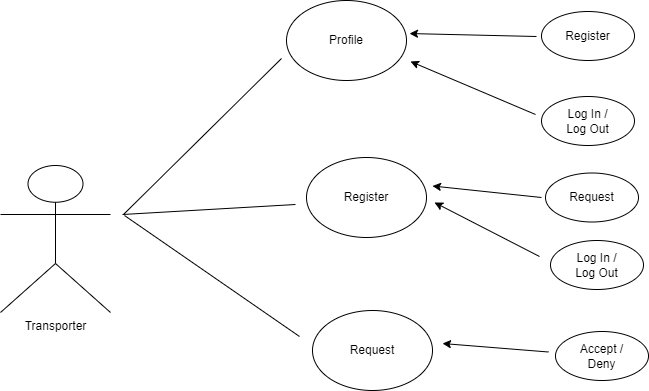 Profile
Register
Log In /
Log Out
Register
Request
Log In /
Log Out
Transporter
Request
Accept /
Deny